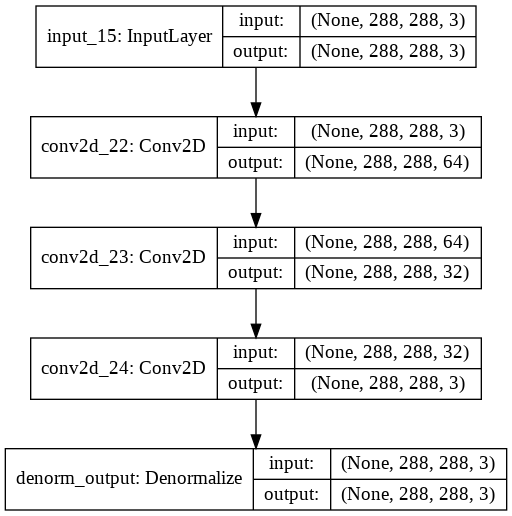 input_15: InputLayer
input: (None, 288, 288, 3)
output: (None, 288, 288, 3)
conv2d_22: Conv2D
input: (None, 288, 288, 3)
output: (None, 288, 288, 64)
conv2d_23: Conv2D
input: (None, 288, 288, 64)
output: (None, 288, 288, 32)
conv2d_24: Conv2D
input: (None, 288, 288, 32)
output: (None, 288, 288, 3)
denorm_output: Denormalize
input: (None, 288, 288, 3)
output: (None, 288, 288, 3)